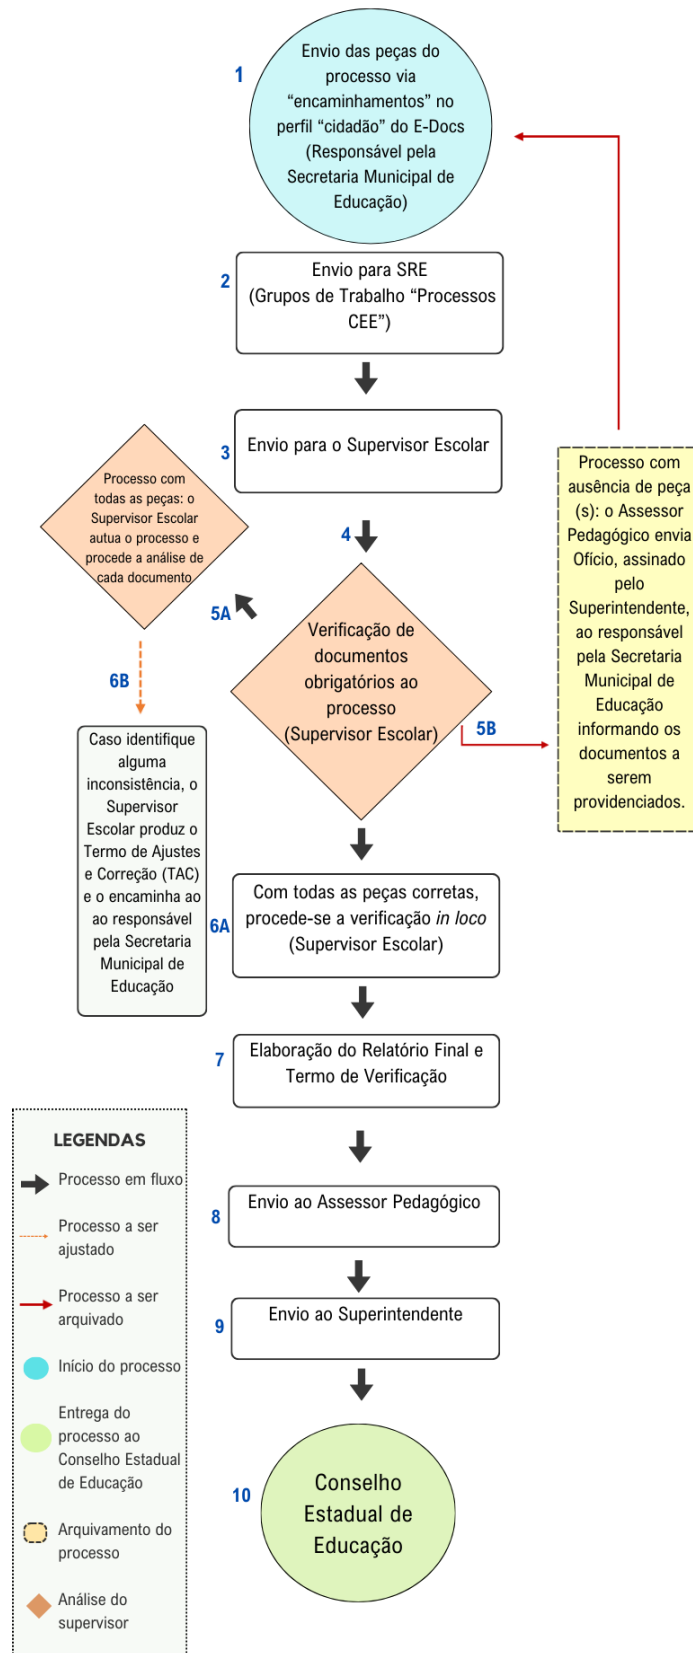 1
Envio das peças do
processo via
“encaminhamentos” no
perfil “cidadão” do E-Docs
(Responsável pela
Secretaria Municipal de
Educação)
2
Envio para SRE
(Grupos de Trabalho “Processos
CEE”)
3
Envio para o Supervisor Escolar
4
Processo com
todas as peças: o
Supervisor Escolar
autua o processo e
procede a análise de
cada documento
5A
Verificação de
documentos
obrigatórios ao
processo
(Supervisor Escolar)
5B
Processo com
ausência de peça
(s): o Assessor
Pedagógico envia
Ofício, assinado
pelo
Superintendente,
ao responsável
pela Secretaria
Municipal de
Educação
informando os
documentos a
serem
providenciados.
6B
Caso identifique
alguma
inconsistência, o
Supervisor
Escolar produz o
Termo de Ajustes
e Correção (TAC)
e o encaminha ao
ao responsável
pela Secretaria
Municipal de
Educação
6A
Com todas as peças corretas,
procede-se a verificação in loco
(Supervisor Escolar)
7
Elaboração do Relatório Final e
Termo de Verificação
8
Envio ao Assessor Pedagógico
9
Envio ao Superintendente
10
Conselho
Estadual de
Educação
LEGENDAS
Processo em fluxo
Processo a ser
ajustado
Processo a ser
arquivado
Início do processo
Entrega do
processo ao
Conselho Estadual
de Educação
Arquivamento do
processo
Análise do
supervisor